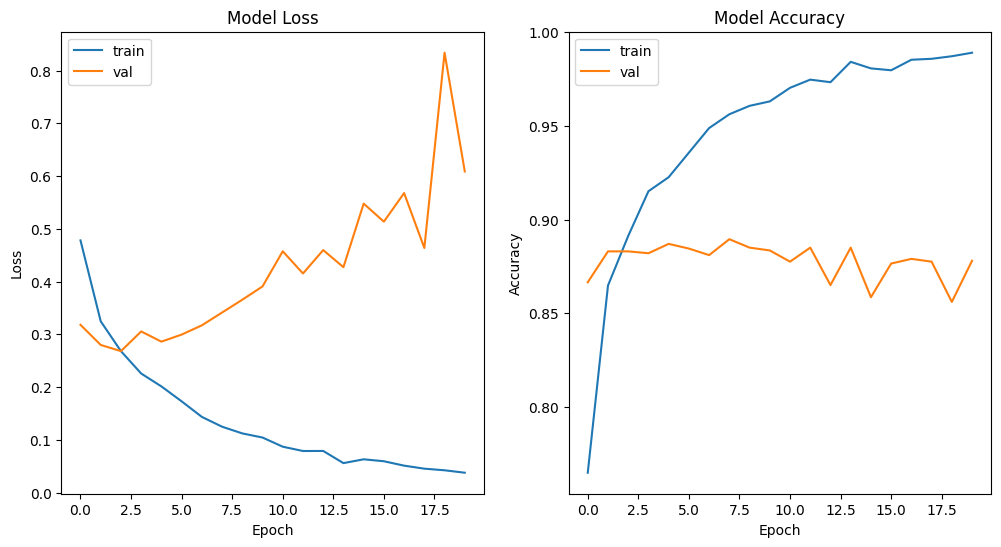 Model Loss
train
val
Loss
0.8
0.7
0.6
0.5
0.4
0.3
0.2
0.1
0.0
0.0 2.5 5.0 7.5 10.0 12.5 15.0 17.5
Epoch
Model Accuracy
train
val
Accuracy
1.00
0.95
0.90
0.85
0.80
0.0 2.5 5.0 7.5 10.0 12.5 15.0 17.5
Epoch